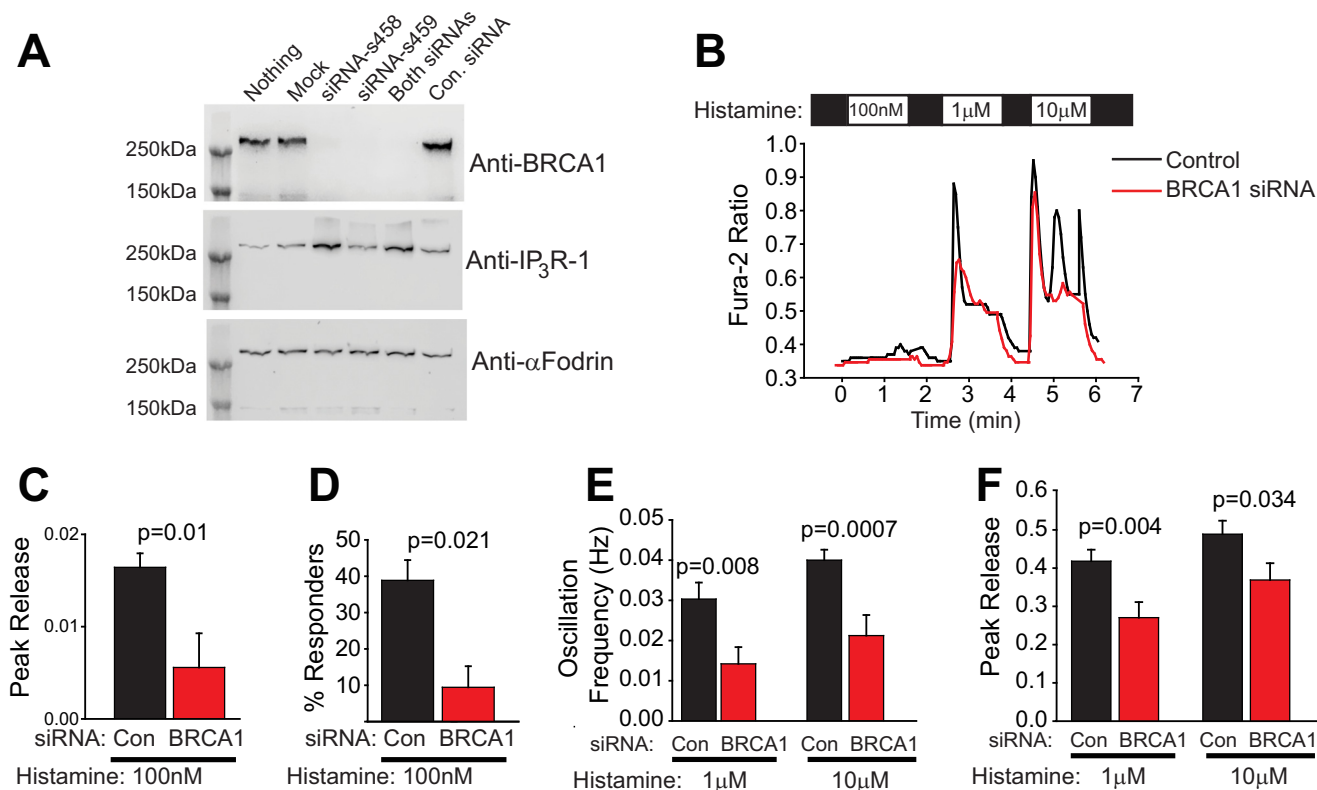 A
Nothing
Mock
siRNA-s458
siRNA-s459
Both siRNAs
Con. siRNA
250kDa
150kDa
Anti-BRCA1
250kDa
150kDa
Anti-IP3R-1
250kDa
150kDa
Anti-αFodrin
B
Histamine: 100nM 1μM 10μM
Control
BRCA1 siRNA
1.0
0.9
0.8
0.7
0.6
0.5
0.4
0.3
Fura-2 Ratio
0 1 2 3 4 5 6 7
Time (min)
C
p=0.01
0.02
0.01
0.00
Peak Release
siRNA: Con BRCA1
Histamine: 100nM
D
p=0.021
50
40
30
20
10
% Responders
siRNA: Con BRCA1
Histamine: 100nM
E
p=0.008
p=0.0007
0.05
0.04
0.03
0.02
0.01
0.00
Oscillation
Frequency (Hz)
siRNA: Con BRCA1 Con BRCA1
Histamine: 1μM 10μM
F
p=0.004
p=0.034
0.6
0.5
0.4
0.3
0.2
0.1
0.0
Peak Release
siRNA: Con BRCA1 Con BRCA1
Histamine: 1μM 10μM